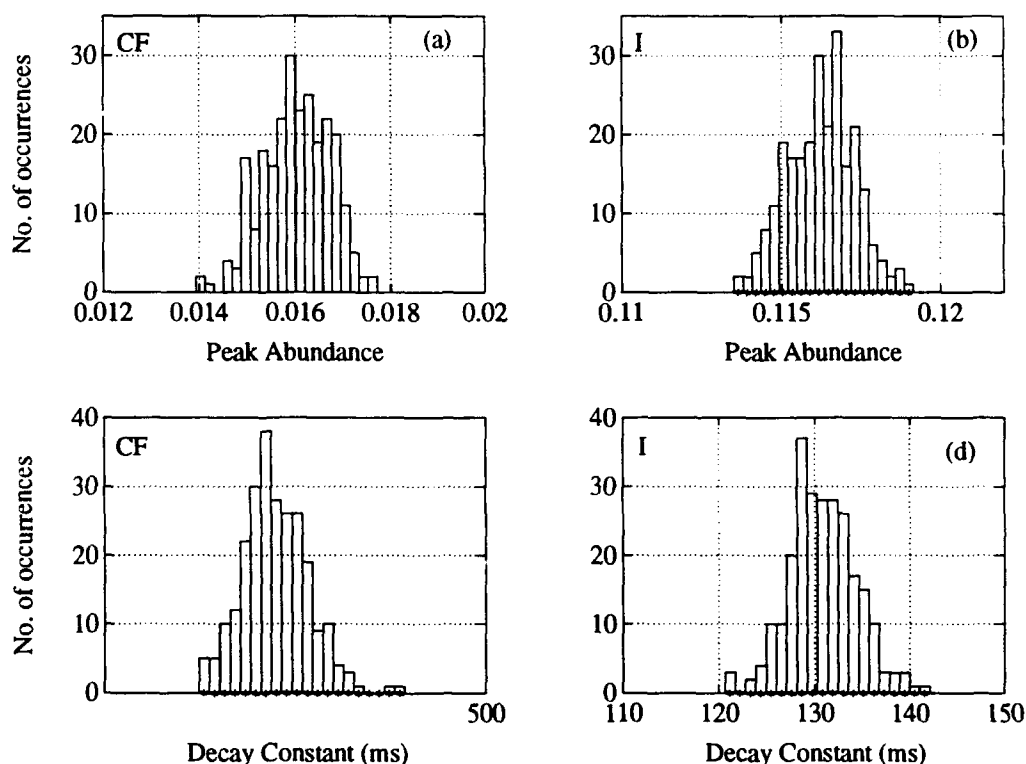 CF
(a)
No. of occurrences
30
20
10
0
0.012
0.014
0.016
0.018
0.02
Peak Abundance
I
(b)
30
20
10
0
0.11
0.115
0.12
Peak Abundance
CF
No. of occurrences
40
30
20
10
0
500
Decay Constant (ms)
I
(d)
40
30
20
10
0
110
120
130
140
150
Decay Constant (ms)